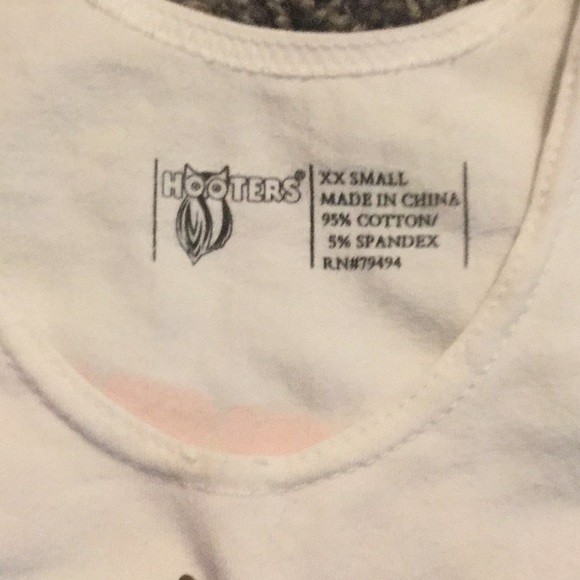 HOOTERS®
XX SMALL
MADE IN CHINA
95% COTTON/
5% SPANDEX
RN#79494